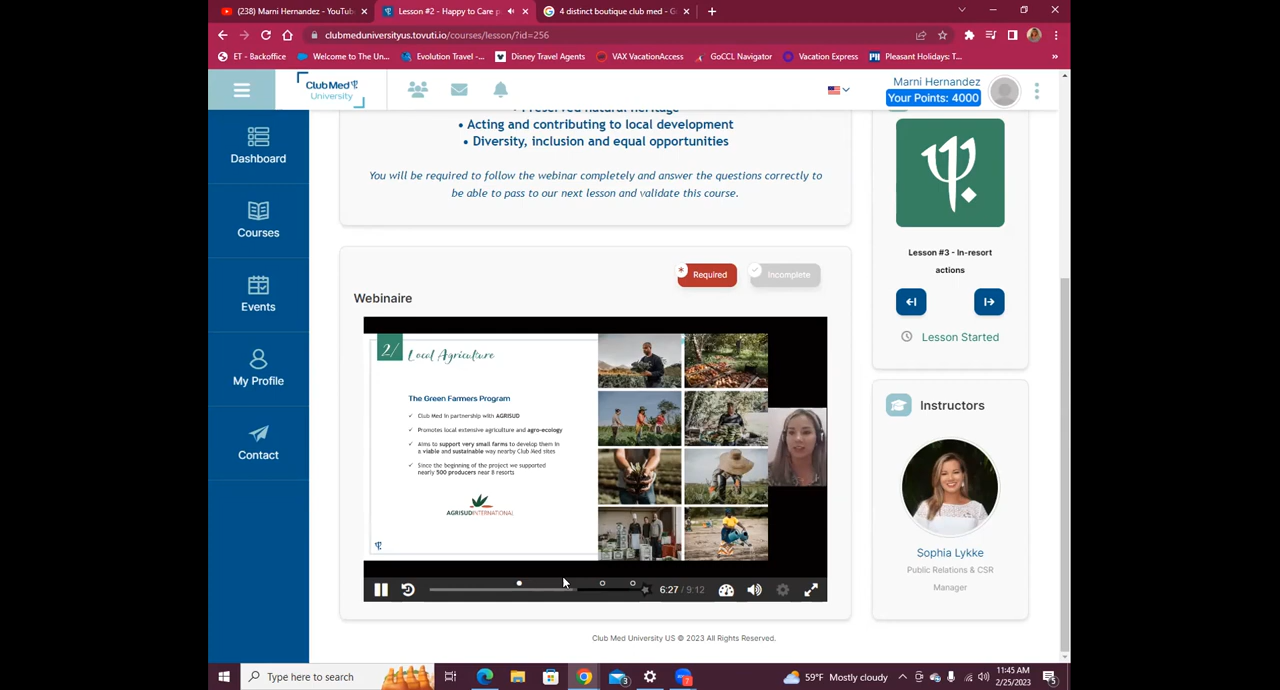 (238) Marni Hernandez - YouTub
Lesson #2 - Happy to Care p
4 distinct boutique club med - G
clubmeduniversityus.tovuti.io/courses/lesson/?id=256
ET - Backoffice
Welcome to The Un...
Evolution Travel -...
Disney Travel Agents
VAX VacationAccess
GoCCL Navigator
Vacation Express
Pleasant Holidays: T...
Club Med
University
Marni Hernandez
Your Points: 4000
Dashboard
Courses
Events
My Profile
Contact
• Preserved natural heritage
• Acting and contributing to local development
• Diversity, inclusion and equal opportunities
You will be required to follow the webinar completely and answer the questions correctly to
be able to pass to our next lesson and validate this course.
Required
Incomplete
Webinaire
2/ Local Agriculture
The Green Farmers Program
✓ Club Med in partnership with AGRISUD
✓ Promotes local extensive agriculture and agro-ecology
✓ Aims to support very small farms to develop them in
a viable and sustainable way nearby Club Med sites
✓ Since the beginning of the project we supported
nearly 500 producers near 8 resorts
AGRISUD INTERNATIONAL
6:27 / 9:12
Lesson #3 - In-resort
actions
Lesson Started
Instructors
Sophia Lykke
Public Relations & CSR
Manager
Club Med University US © 2023 All Rights Reserved.
Type here to search
3
7
59°F Mostly cloudy
11:45 AM
2/25/2023
5